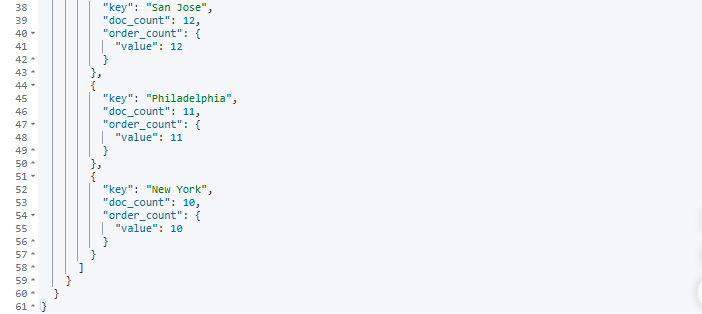 38 "key": "San Jose",
39 "doc_count": 12,
40 "order_count": {
41 "value": 12
42 }
43 },
44 {
45 "key": "Philadelphia",
46 "doc_count": 11,
47 "order_count": {
48 "value": 11
49 }
50 },
51 {
52 "key": "New York",
53 "doc_count": 10,
54 "order_count": {
55 "value": 10
56 }
57 }
58 ]
59 }
60 }
61 }